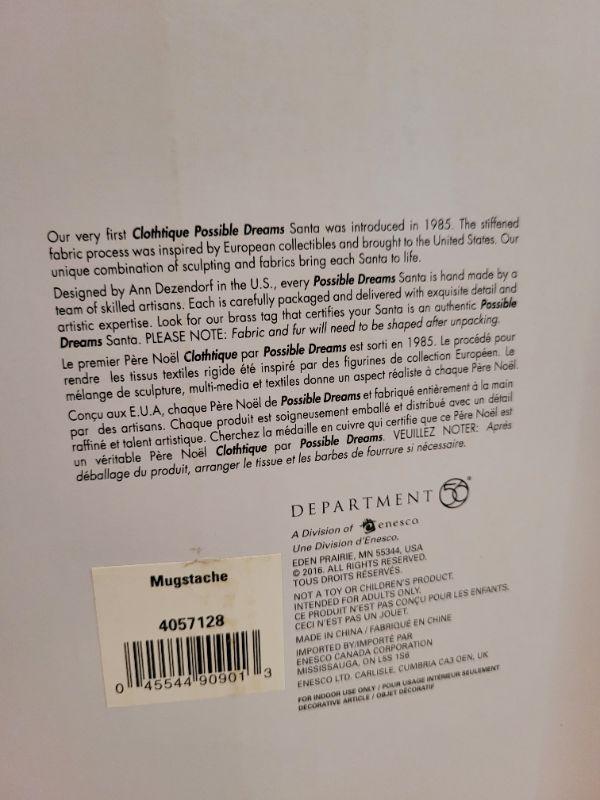 Our very first Clothtique Possible Dreams Santa was introduced in 1985. The stiffened
fabric process was inspired by European collectibles and brought to the United States. Our
unique combination of sculpting and fabrics bring each Santa to life.
Designed by Ann Dezendorf in the U.S., every Possible Dreams Santa is hand made by a
team of skilled artisans. Each is carefully packaged and delivered with exquisite detail and
artistic expertise. Look for our brass tag that certifies your Santa is an authentic Possible
Dreams Santa. PLEASE NOTE: Fabric and fur will need to be shaped after unpacking.
Le premier Père Noël Clothtique par Possible Dreams est sorti en 1985. Le procédé pour
rendre les tissus textiles rigide été inspiré par des figurines de collection Européen. Le
mélange de sculpture, multi-media et textiles donne un aspect réaliste à chaque Père Noël.
Conçu aux E.U.A, chaque Père Noël de Possible Dreams et fabriqué entièrement à la main
par des artisans. Chaque produit est soigneusement emballé et distribué avec un détail
raffiné et talent artistique. Cherchez la médaille en cuivre qui certifie que ce Père Noël est
un véritable Père Noël Clothtique par Possible Dreams. VEUILLEZ NOTER: Après
déballage du produit, arranger le tissue et les barbes de fourrure si nécessaire.
DEPARTMENT 56®
A Division of enesco
Une Division d'Enesco.
EDEN PRAIRIE, MN 55344, USA
© 2016. ALL RIGHTS RESERVED.
TOUS DROITS RÉSERVÉS.
NOT A TOY OR CHILDREN'S PRODUCT.
INTENDED FOR ADULTS ONLY.
CE PRODUIT N'EST PAS CONÇU POUR LES ENFANTS.
CECI N'EST PAS UN JOUET.
MADE IN CHINA / FABRIQUÉ EN CHINE
IMPORTED BY/IMPORTÉ PAR
ENESCO CANADA CORPORATION
MISSISSAUGA, ON L5S 1S6
ENESCO LTD. CARLISLE, CUMBRIA CA3 0EN, UK
FOR INDOOR USE ONLY / POUR USAGE INTÉRIEUR SEULEMENT
DECORATIVE ARTICLE / OBJET DÉCORATIF
Mugstache
4057128
0 45544 90901 3